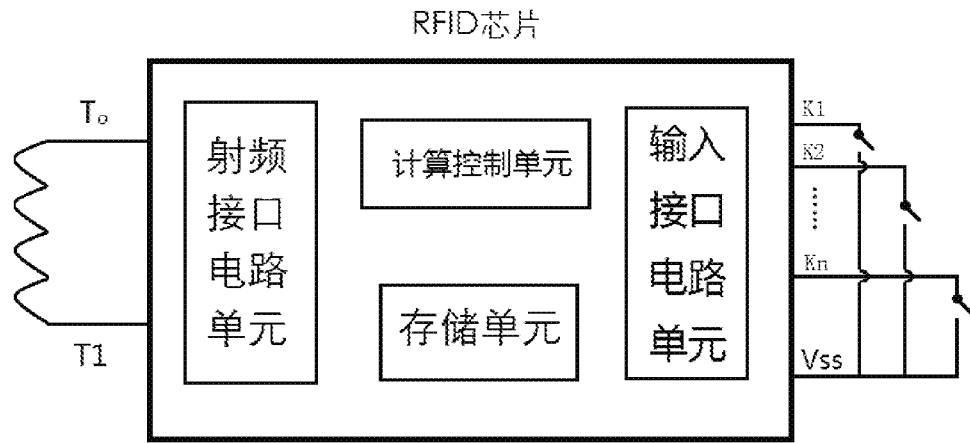 RFID芯片
To
T1
射频
接口
电路
单元
计算控制单元
存储单元
输入
接口
电路
单元
K1
K2
......
Kn
Vss